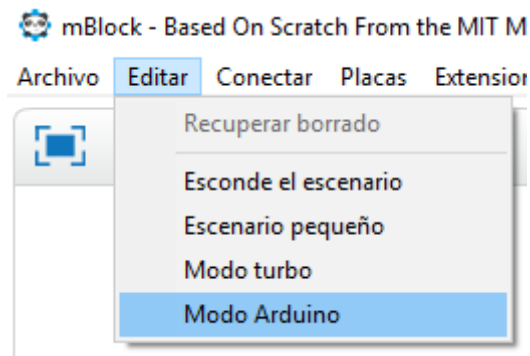 mBlock - Based On Scratch From the MIT M
Archivo Editar Conectar Placas Extension
Recuperar borrado
Esconde el escenario
Escenario pequeño
Modo turbo
Modo Arduino